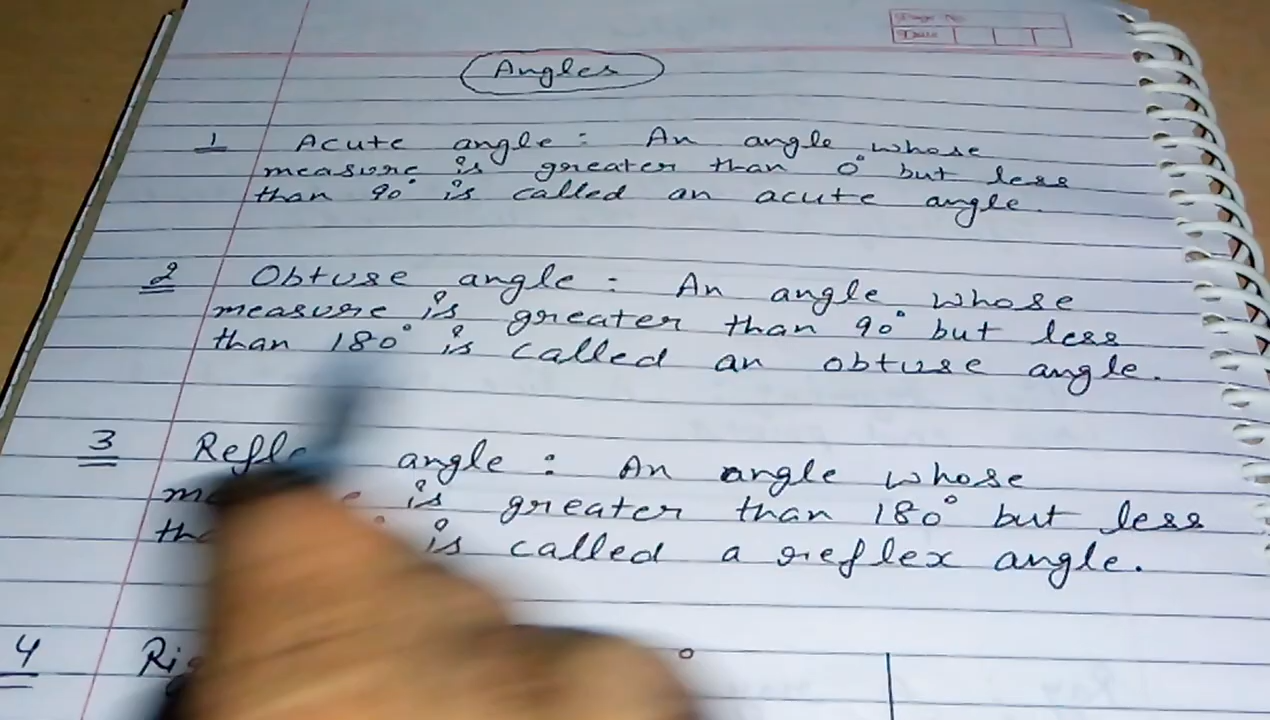 Page No.
Date
Angles
1 Acute angle : An angle whose
measure is greater than 0° but less
than 90° is called an acute angle.
2 Obtuse angle : An angle whose
measure is greater than 90° but less
than 180° is called an obtuse angle.
3 angle : An angle whose
is greater than 180° but less
is called a reflex angle.
4